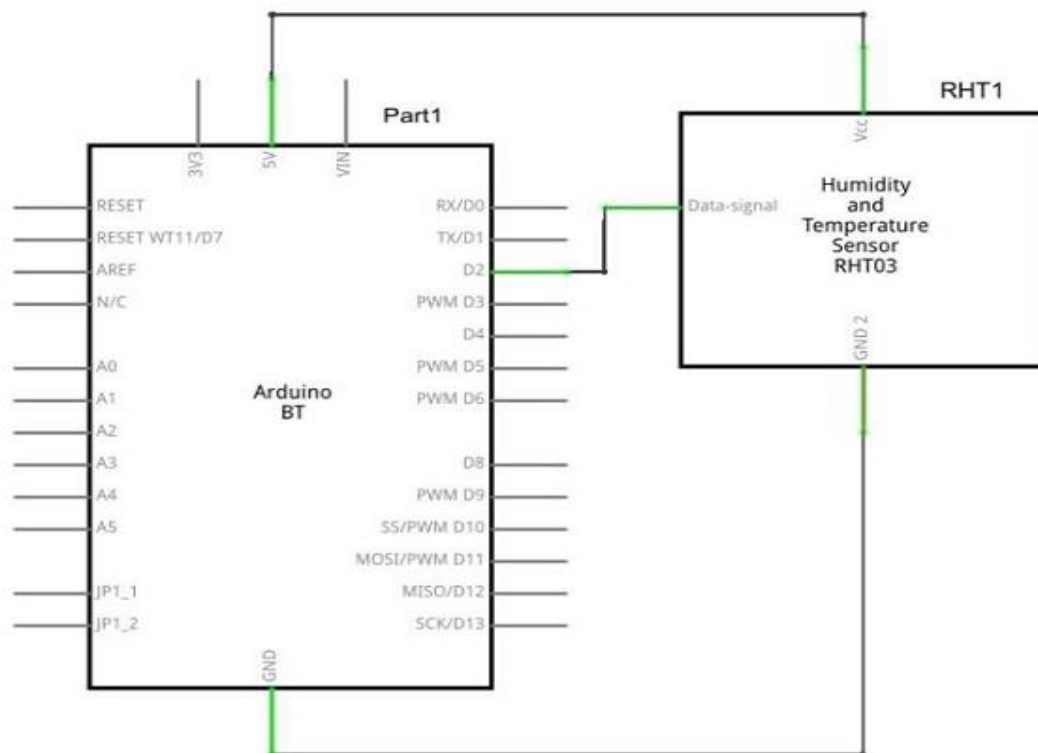 Part1
3V3
5V
VIN
RESET
RESET WT11/D7
AREF
N/C
A0
A1
A2
A3
A4
A5
JP1_1
JP1_2
Arduino
BT
RX/D0
TX/D1
D2
PWM D3
D4
PWM D5
PWM D6
D8
PWM D9
SS/PWM D10
MOSI/PWM D11
MISO/D12
SCK/D13
GND
RHT1
Vcc
Data-signal
Humidity
and
Temperature
Sensor
RHT03
GND 2